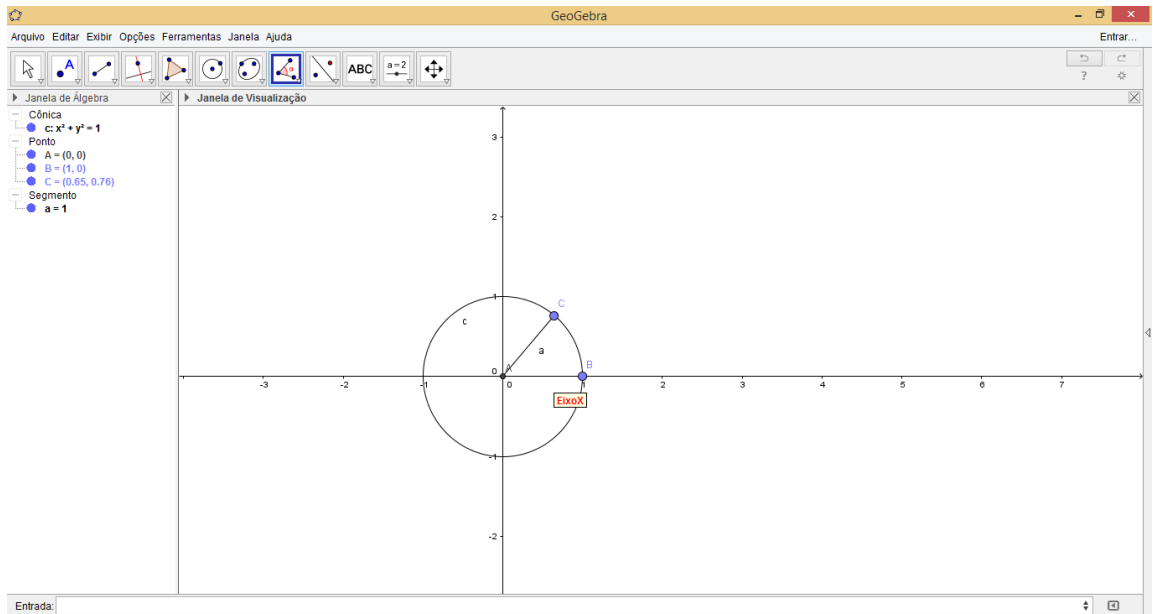 GeoGebra
Arquivo Editar Exibir Opções Ferramentas Janela Ajuda
Entrar...
A
α
ABC
a=2
?
Janela de Álgebra
Janela de Visualização
Cônica
c: x² + y² = 1
Ponto
A = (0, 0)
B = (1, 0)
C = (0.65, 0.76)
Segmento
a = 1
3
2
1
C
c
a
B
0
A
-3
-2
-1
0
1
2
3
4
5
6
7
EixoX
-1
-2
Entrada: